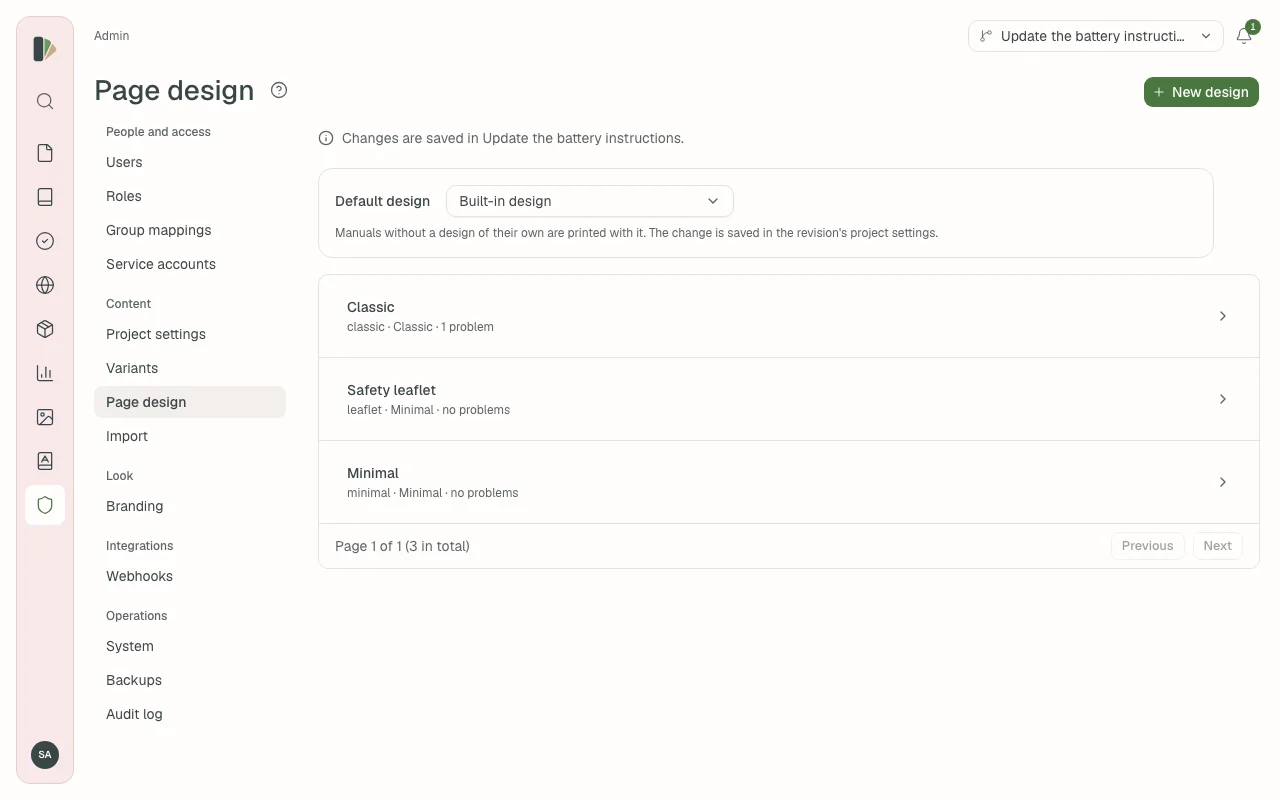 Admin
Update the battery instructi...
1
Page design
New design
People and access
Users
Roles
Group mappings
Service accounts
Content
Project settings
Variants
Page design
Import
Look
Branding
Integrations
Webhooks
Operations
System
Backups
Audit log
SA
Changes are saved in Update the battery instructions.
Default design
Built-in design
Manuals without a design of their own are printed with it. The change is saved in the revision's project settings.
Classic
classic · Classic · 1 problem
Safety leaflet
leaflet · Minimal · no problems
Minimal
minimal · Minimal · no problems
Page 1 of 1 (3 in total)
Previous
Next